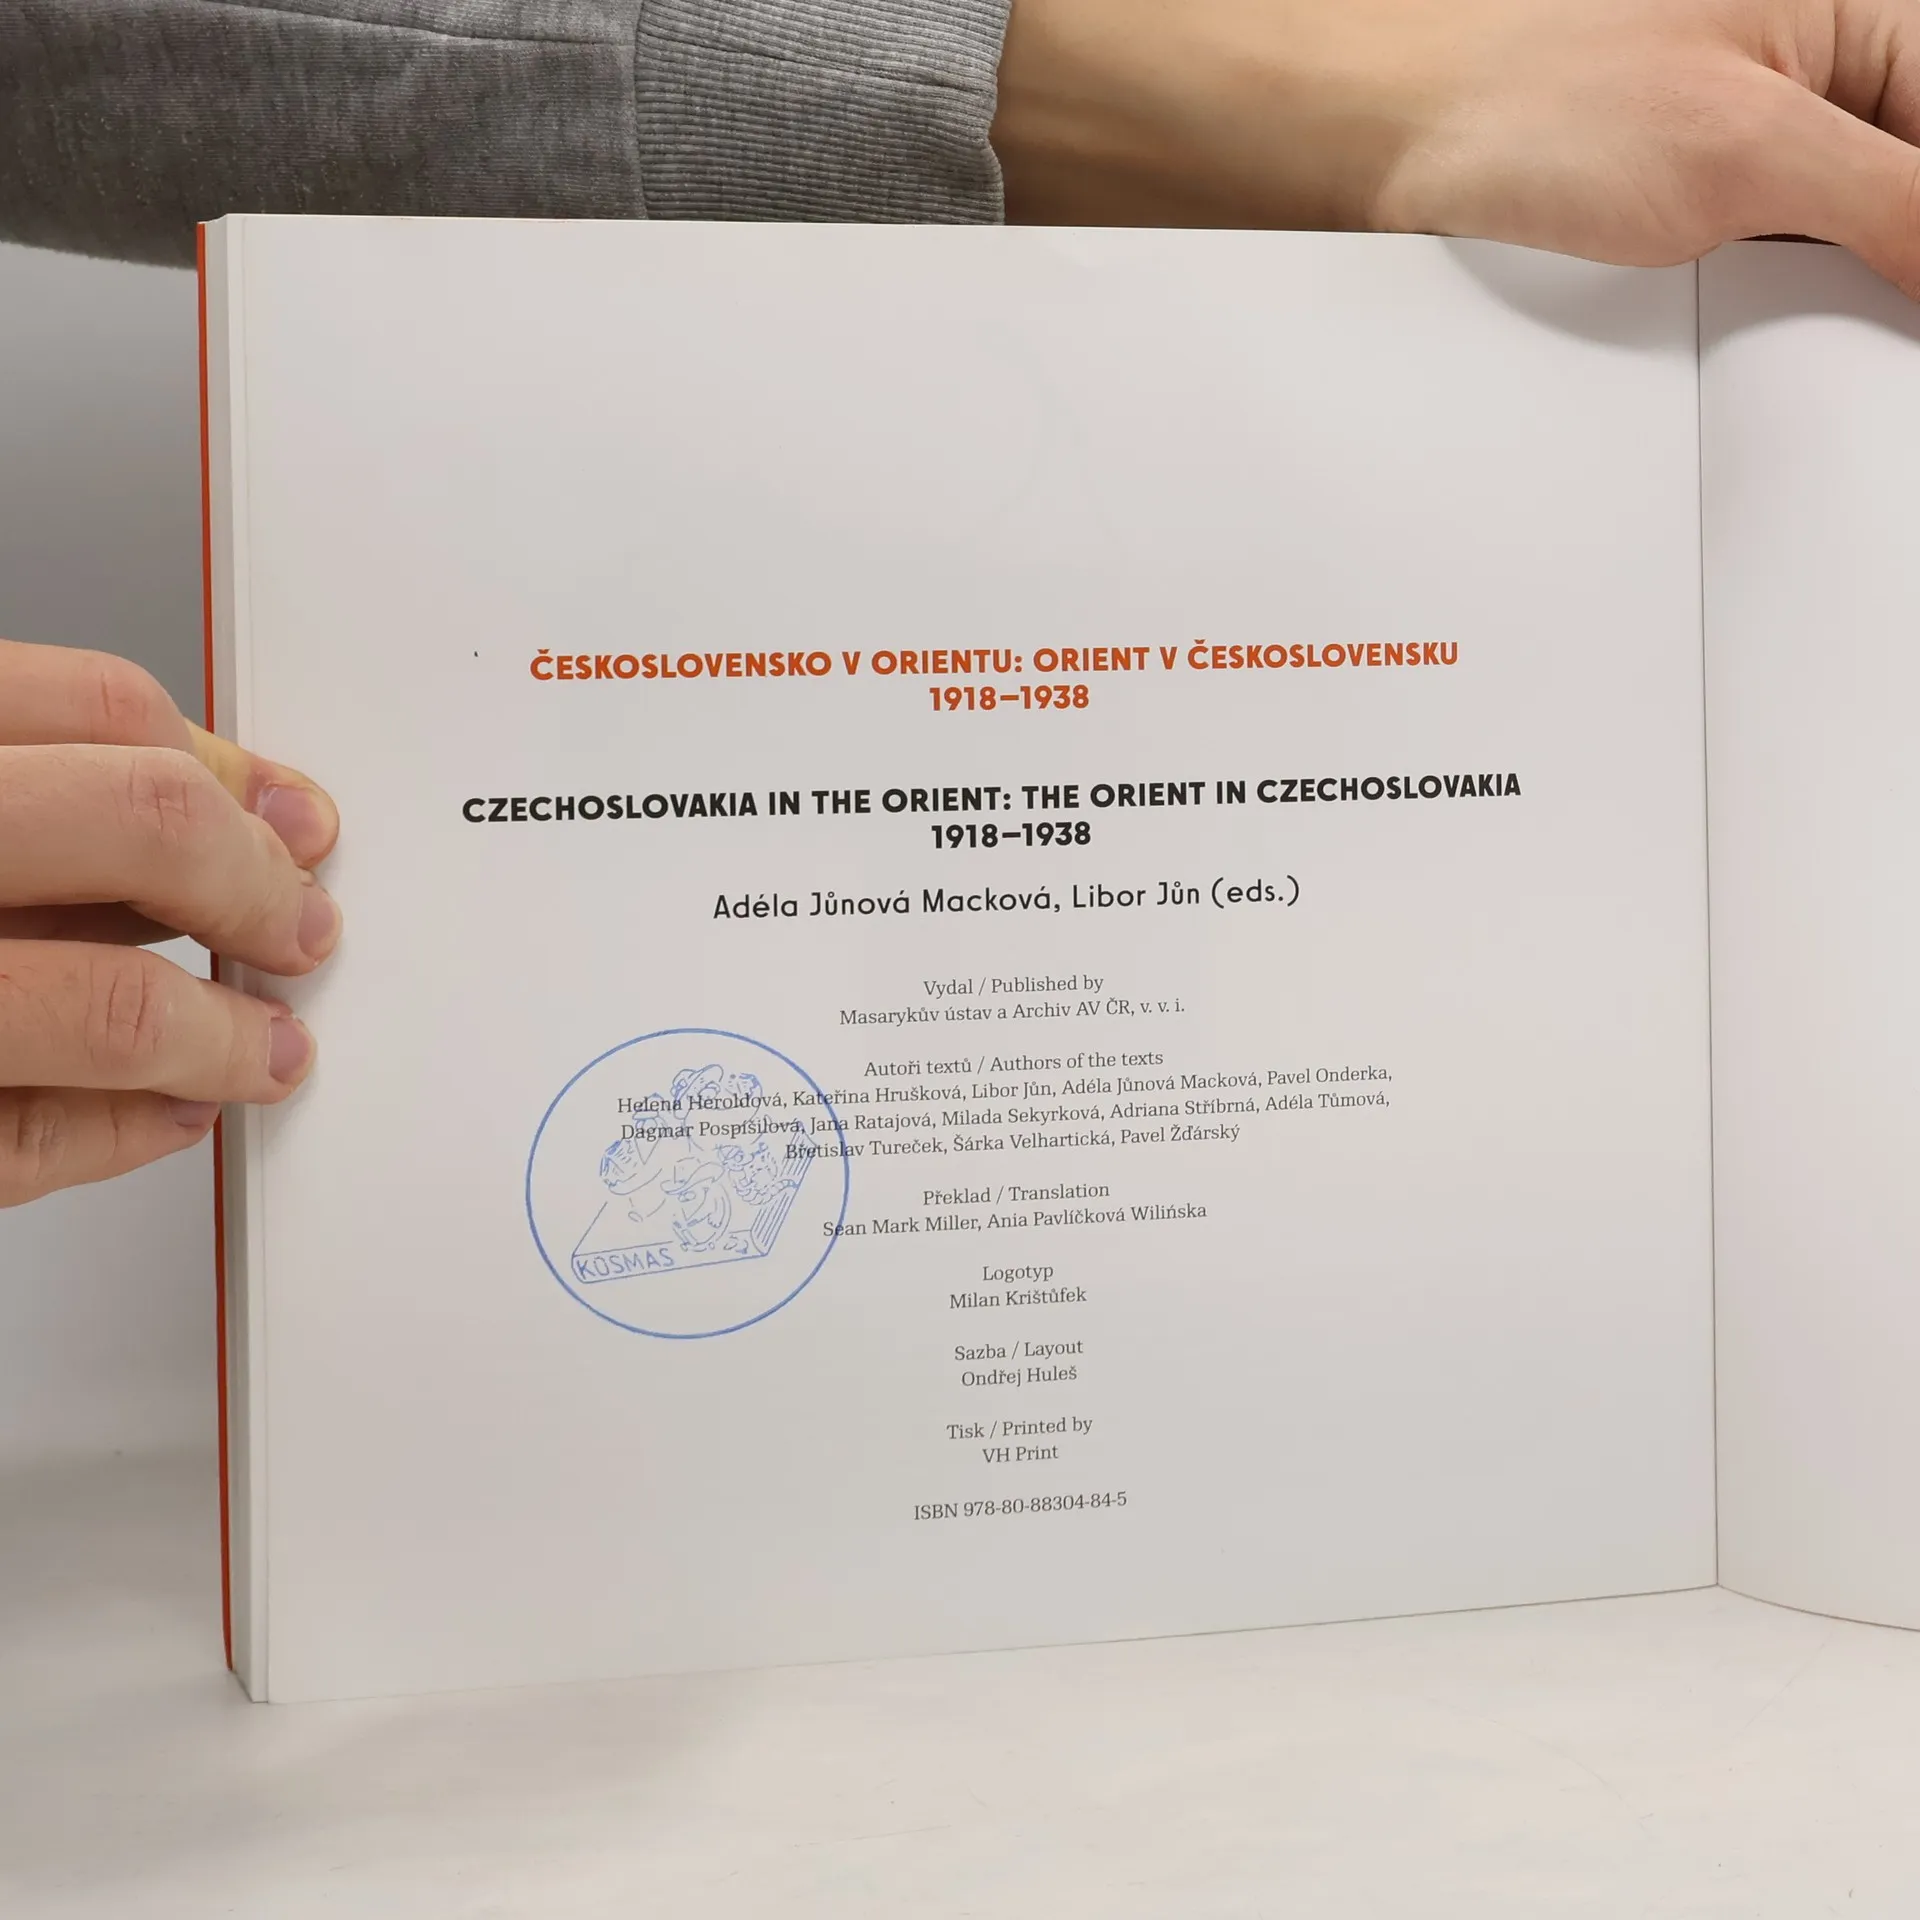 ČESKOSLOVENSKO V ORIENTU: ORIENT V ČESKOSLOVENSKU
1918–1938
CZECHOSLOVAKIA IN THE ORIENT: THE ORIENT IN CZECHOSLOVAKIA
1918–1938
Adéla Jůnová Macková, Libor Jůn (eds.)
Vydal / Published by
Masarykův ústav a Archiv AV ČR, v. v. i.
Autoři textů / Authors of the texts
Helena Heroldová, Kateřina Hrušková, Libor Jůn, Adéla Jůnová Macková, Pavel Onderka,
Dagmar Pospíšilová, Jana Ratajová, Milada Sekyrková, Adriana Stříbrná, Adéla Tůmová,
Břetislav Tureček, Šárka Velhartická, Pavel Žďárský
Překlad / Translation
Sean Mark Miller, Ania Pavlíčková Wilińska
KOSMAS
Logotyp
Milan Krištůfek
Sazba / Layout
Ondřej Huleš
Tisk / Printed by
VH Print
ISBN 978-80-88304-84-5